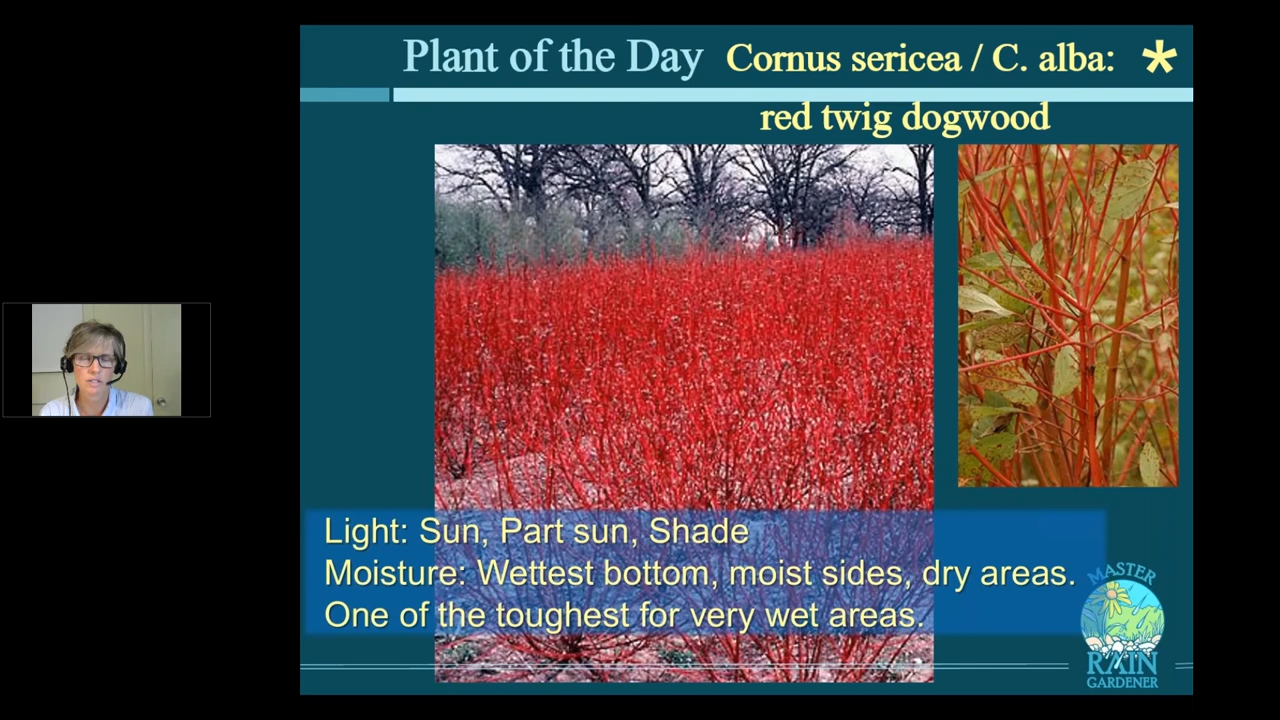 Plant of the Day Cornus sericea / C. alba: *
red twig dogwood
Light: Sun, Part sun, Shade
Moisture: Wettest bottom, moist sides, dry areas.
One of the toughest for very wet areas.
MASTER
RAIN
GARDENER